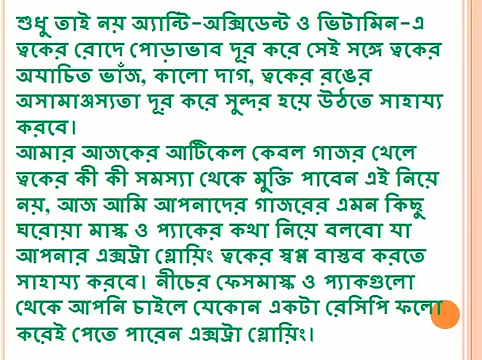 শুধু তাই নয় অ্যান্টি-অক্সিডেন্ট ও ভিটামিন-এ
ত্বকের রোদে পোড়াভাব দূর করে সেই সঙ্গে ত্বকের
অযাচিত ভাঁজ, কালো দাগ, ত্বকের রঙের
অসামাঞ্জস্যতা দূর করে সুন্দর হয়ে উঠতে সাহায্য
করবে।
আমার আজকের আর্টিকেল কেবল গাজর খেলে
ত্বকের কী কী সমস্যা থেকে মুক্তি পাবেন এই নিয়ে
নয়, আজ আমি আপনাদের গাজরের এমন কিছু
ঘরোয়া মাস্ক ও প্যাকের কথা নিয়ে বলবো যা
আপনার এক্সট্রা গ্লোয়িং ত্বকের স্বপ্ন বাস্তব করতে
সাহায্য করবে। নীচের ফেসমাস্ক ও প্যাকগুলো
থেকে আপনি চাইলে যেকোন একটা রেসিপি ফলো
করেই পেতে পারেন এক্সট্রা গ্লোয়িং।